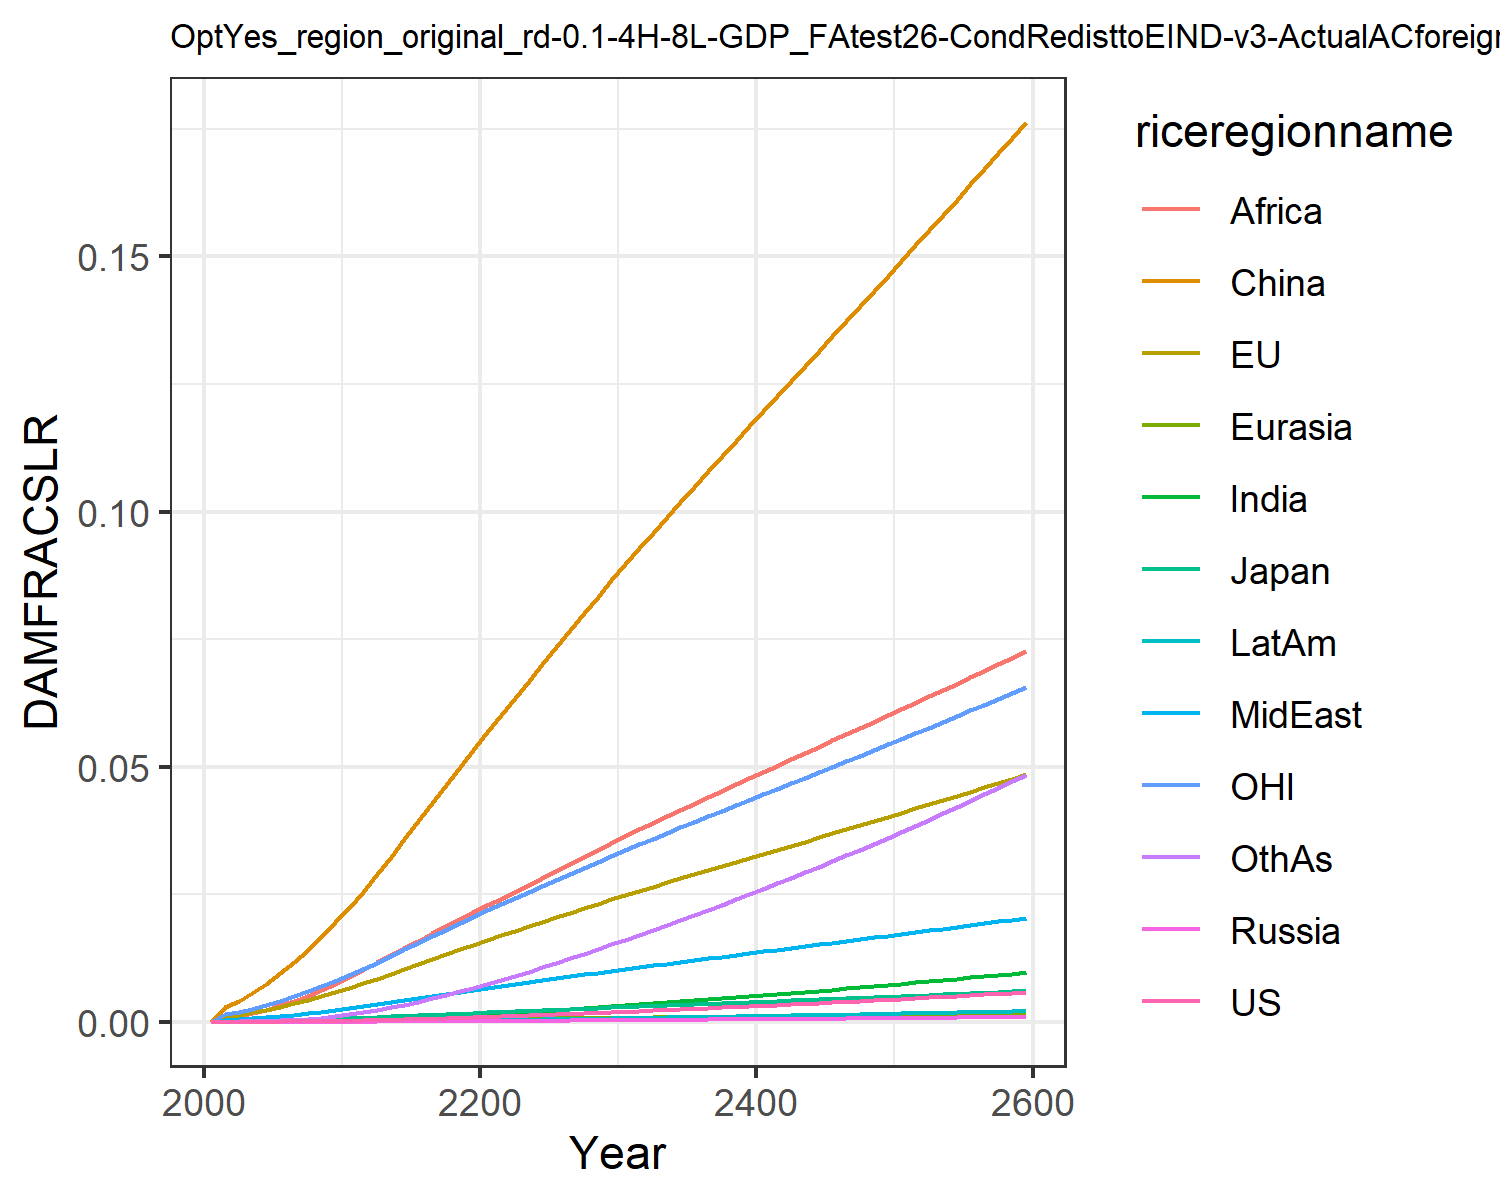 OptYes_region_original_rd-0.1-4H-8L-GDP_FAtest26-CondRedisttoEIND-v3-ActualACforeign
DAMFRACSLR
0.15
0.10
0.05
0.00
2000 2200 2400 2600
Year
riceregionname
Africa
China
EU
Eurasia
India
Japan
LatAm
MidEast
OHI
OthAs
Russia
US